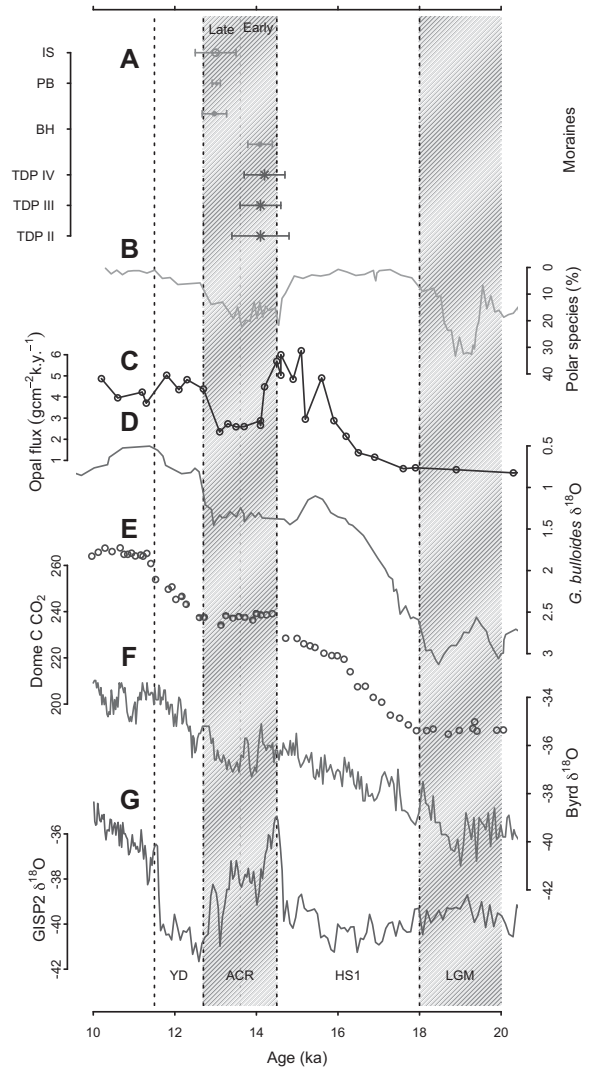 Late Early
A
IS
PB
BH
TDP IV
TDP III
TDP II
Moraines
B
0
10
20
30
40
Polar species (%)
C
6
5
4
3
2
1
Opal flux (gcm⁻²k.y.⁻¹)
D
0.5
1
1.5
2
2.5
3
G. bulloides δ¹⁸O
E
260
240
220
200
Dome C CO₂
F
-34
-36
-38
-40
-42
Byrd δ¹⁸O
G
-36
-38
-40
-42
GISP2 δ¹⁸O
YD ACR HS1 LGM
10 12 14 16 18 20
Age (ka)